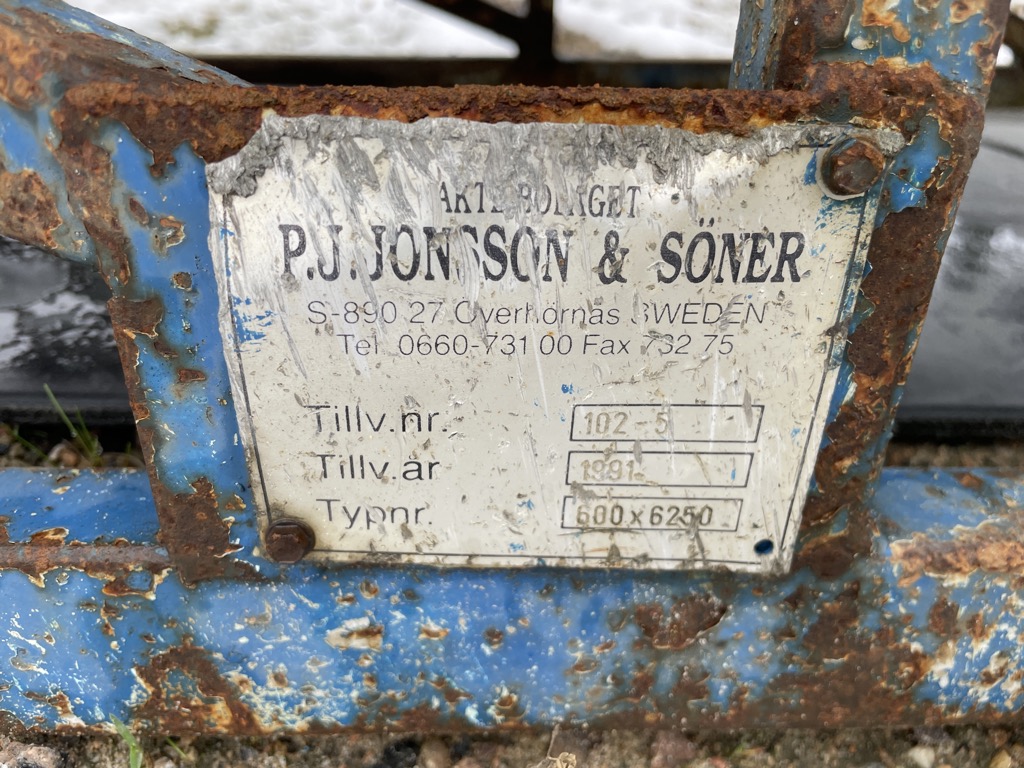 AKTIEBOLAGET
P.J. JONSSON & SÖNER
S-890 27 Överhörnäs SWEDEN
Tel. 0660-731 00 Fax 732 75
Tillv.nr. 102-5
Tillv.år 1991
Typnr. 600x6250